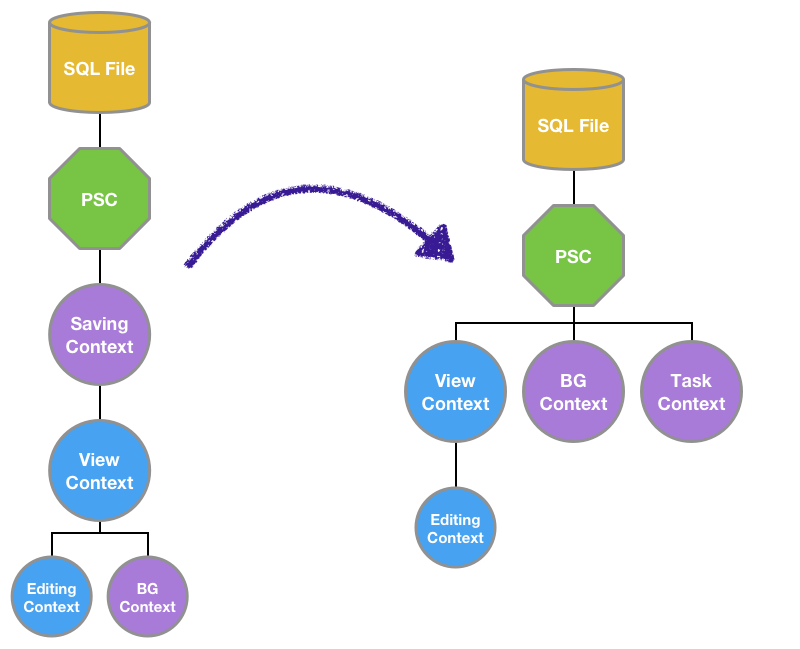 SQL File
PSC
Saving
Context
View
Context
Editing
Context
BG
Context
SQL File
PSC
View
Context
BG
Context
Task
Context
Editing
Context